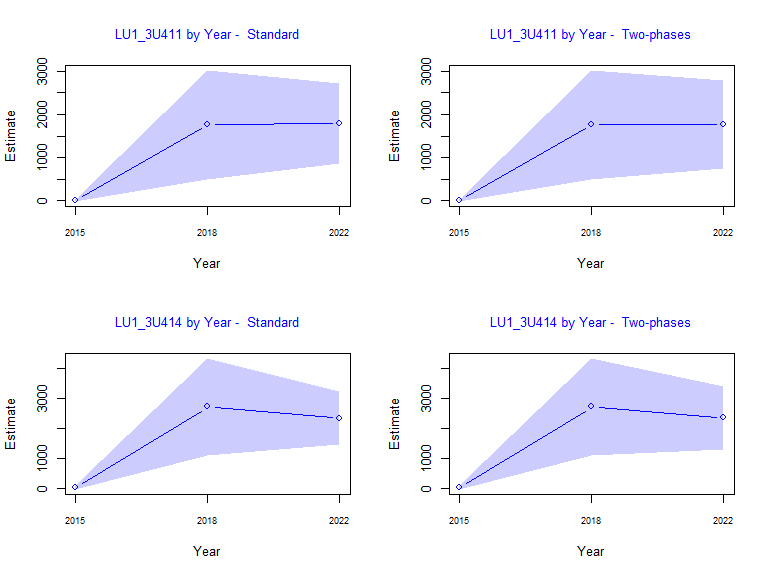 LU1_3U411 by Year -  Standard
Estimate
3000
2000
1000
0
2015 2018 2022
Year
LU1_3U411 by Year -  Two-phases
Estimate
3000
2000
1000
0
2015 2018 2022
Year
LU1_3U414 by Year -  Standard
Estimate
3000
1000
0
2015 2018 2022
Year
LU1_3U414 by Year -  Two-phases
Estimate
3000
1000
0
2015 2018 2022
Year